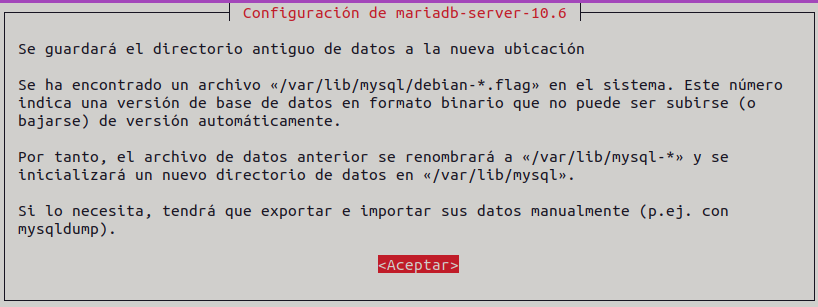 Configuración de mariadb-server-10.6
Se guardará el directorio antiguo de datos a la nueva ubicación
Se ha encontrado un archivo «/var/lib/mysql/debian-*.flag» en el sistema. Este número
indica una versión de base de datos en formato binario que no puede ser subirse (o
bajarse) de versión automáticamente.
Por tanto, el archivo de datos anterior se renombrará a «/var/lib/mysql-*» y se
inicializará un nuevo directorio de datos en «/var/lib/mysql».
Si lo necesita, tendrá que exportar e importar sus datos manualmente (p.ej. con
mysqldump).
<Aceptar>